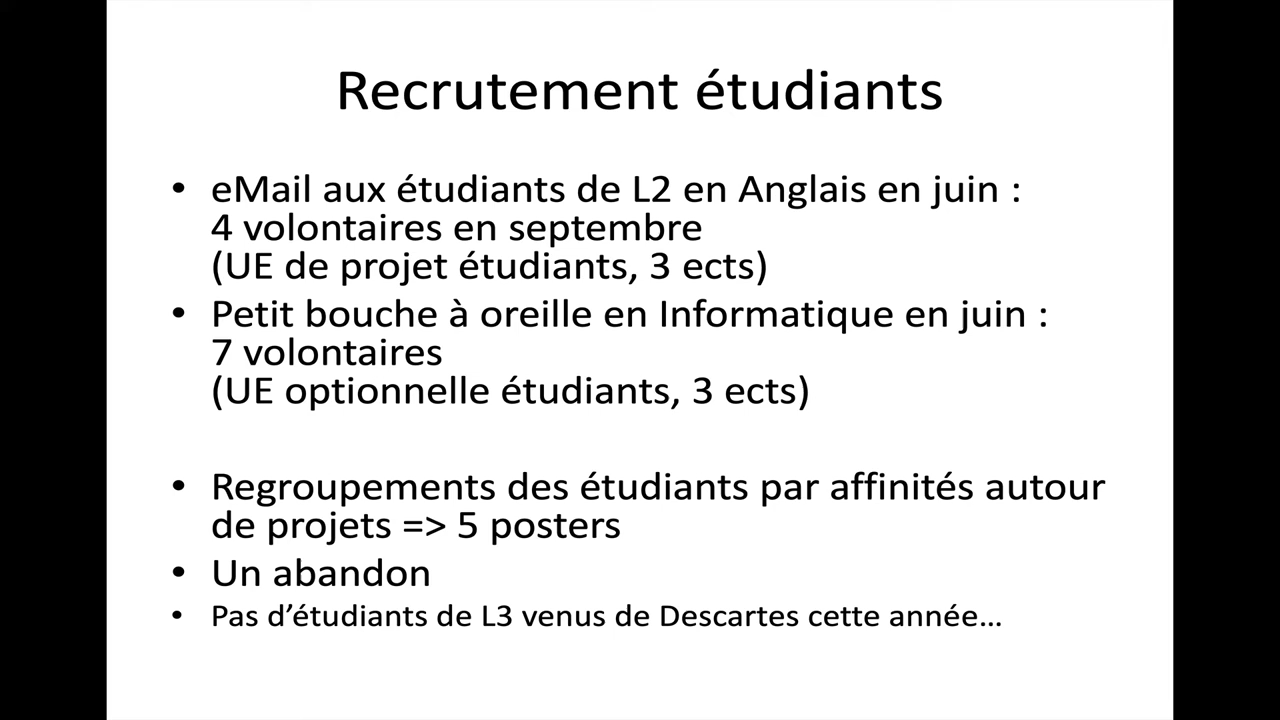 Recrutement étudiants
• eMail aux étudiants de L2 en Anglais en juin :
4 volontaires en septembre
(UE de projet étudiants, 3 ects)
• Petit bouche à oreille en Informatique en juin :
7 volontaires
(UE optionnelle étudiants, 3 ects)
• Regroupements des étudiants par affinités autour
de projets => 5 posters
• Un abandon
• Pas d’étudiants de L3 venus de Descartes cette année…